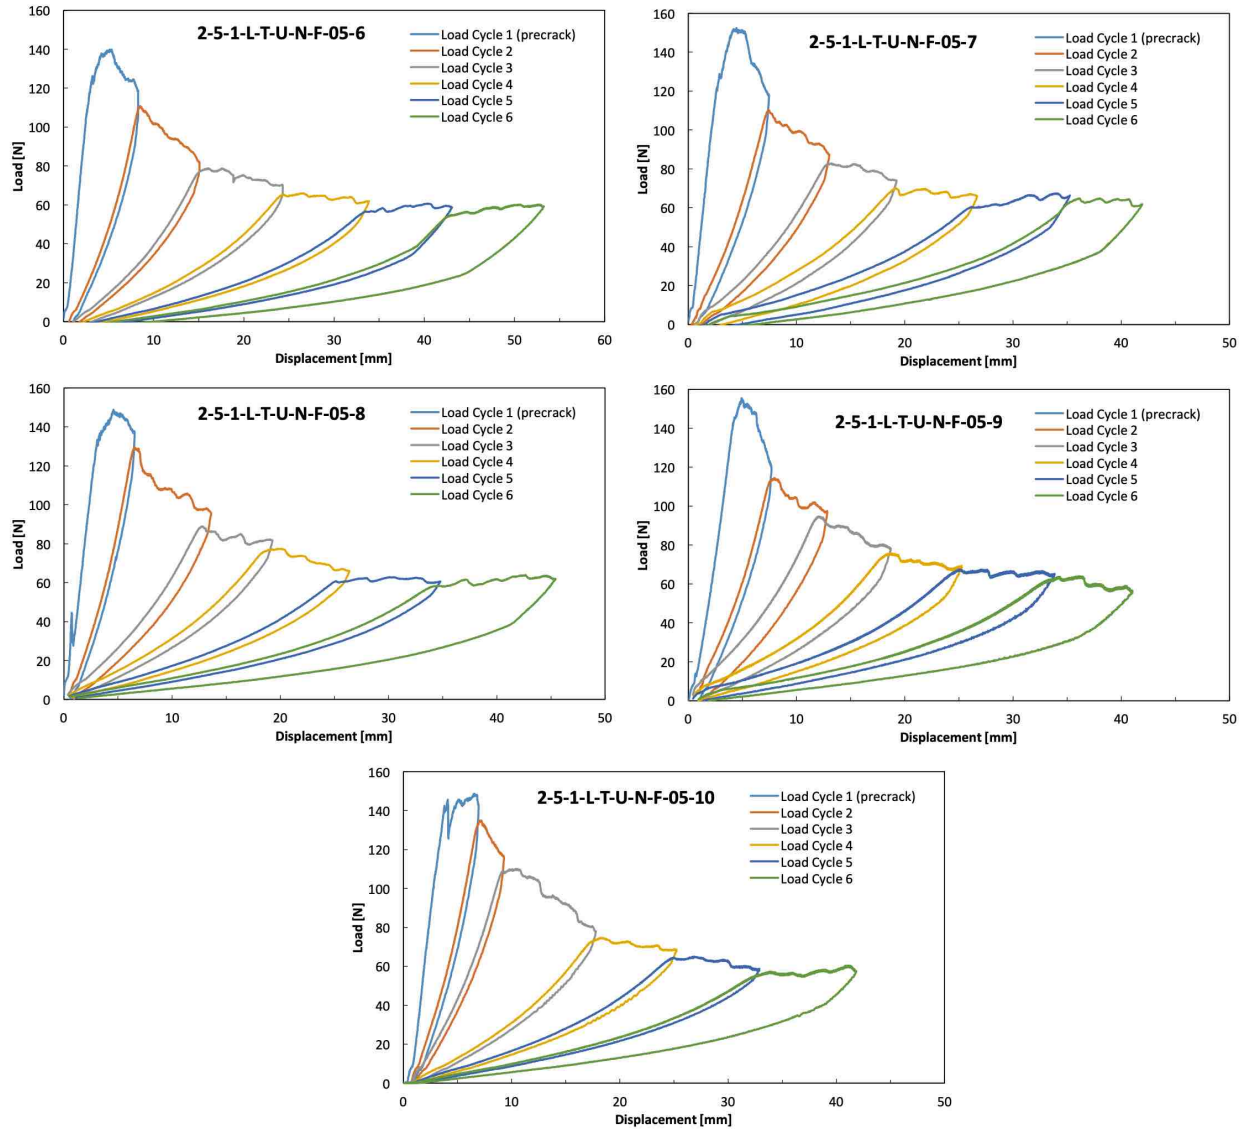 2-5-1-L-T-U-N-F-05-6
Load Cycle 1 (precrack)
Load Cycle 2
Load Cycle 3
Load Cycle 4
Load Cycle 5
Load Cycle 6
Load [N]
160
140
120
100
80
60
40
20
0
0 10 20 30 40 50 60
Displacement [mm]
2-5-1-L-T-U-N-F-05-7
Load Cycle 1 (precrack)
Load Cycle 2
Load Cycle 3
Load Cycle 4
Load Cycle 5
Load Cycle 6
Load [N]
160
140
120
100
80
60
40
20
0
0 10 20 30 40 50
Displacement [mm]
2-5-1-L-T-U-N-F-05-8
Load Cycle 1 (precrack)
Load Cycle 2
Load Cycle 3
Load Cycle 4
Load Cycle 5
Load Cycle 6
Load [N]
160
140
120
100
80
60
40
20
0
0 10 20 30 40 50
Displacement [mm]
2-5-1-L-T-U-N-F-05-9
Load Cycle 1 (precrack)
Load Cycle 2
Load Cycle 3
Load Cycle 4
Load Cycle 5
Load Cycle 6
Load [N]
160
140
120
100
80
60
40
20
0
0 10 20 30 40 50
Displacement [mm]
2-5-1-L-T-U-N-F-05-10
Load Cycle 1 (precrack)
Load Cycle 2
Load Cycle 3
Load Cycle 4
Load Cycle 5
Load Cycle 6
Load [N]
160
140
120
100
80
60
40
20
0
0 10 20 30 40 50
Displacement [mm]